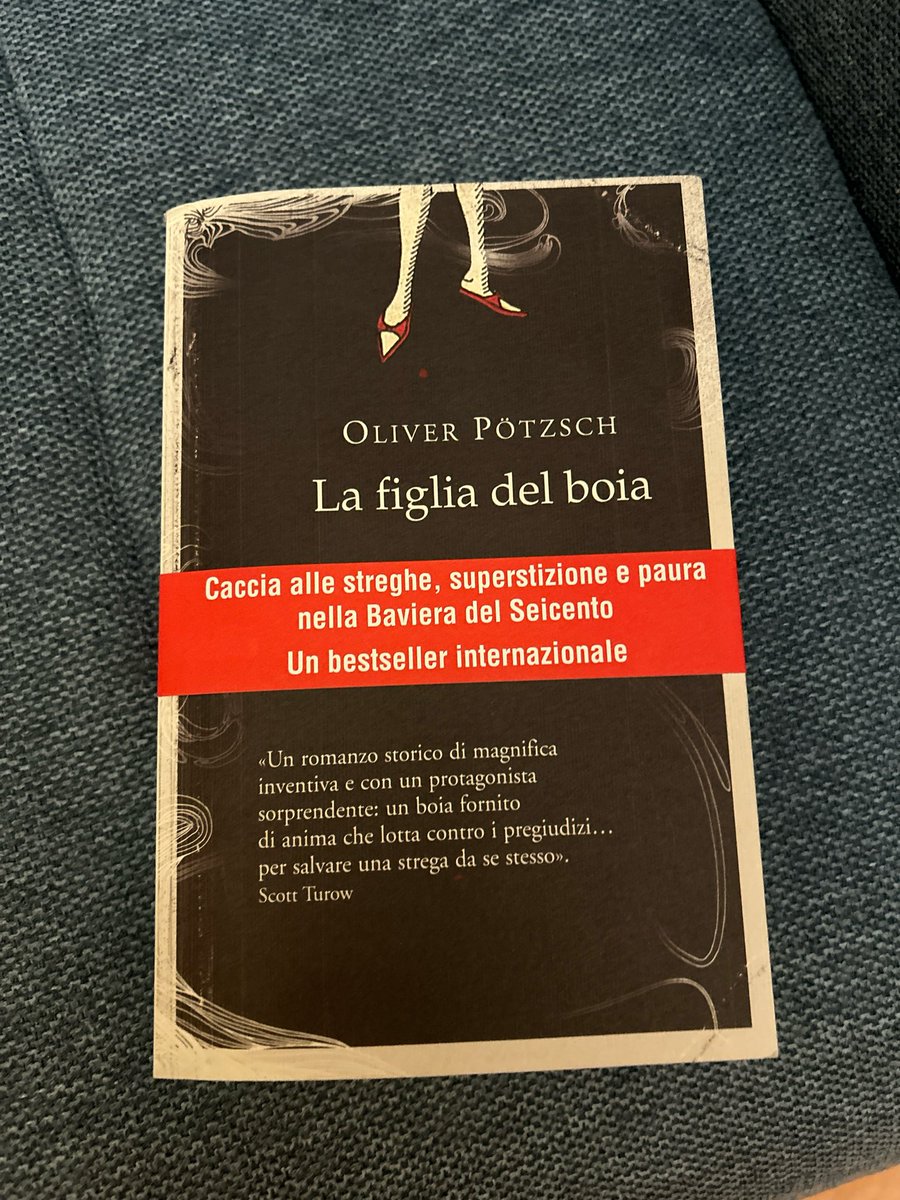 OLIVER PÖTZSCH
La figlia del boia
Caccia alle streghe, superstizione e paura
nella Baviera del Seicento
Un bestseller internazionale
«Un romanzo storico di magnifica
inventiva e con un protagonista
sorprendente: un boia fornito
di anima che lotta contro i pregiudizi…
per salvare una strega da se stesso».
Scott Turow